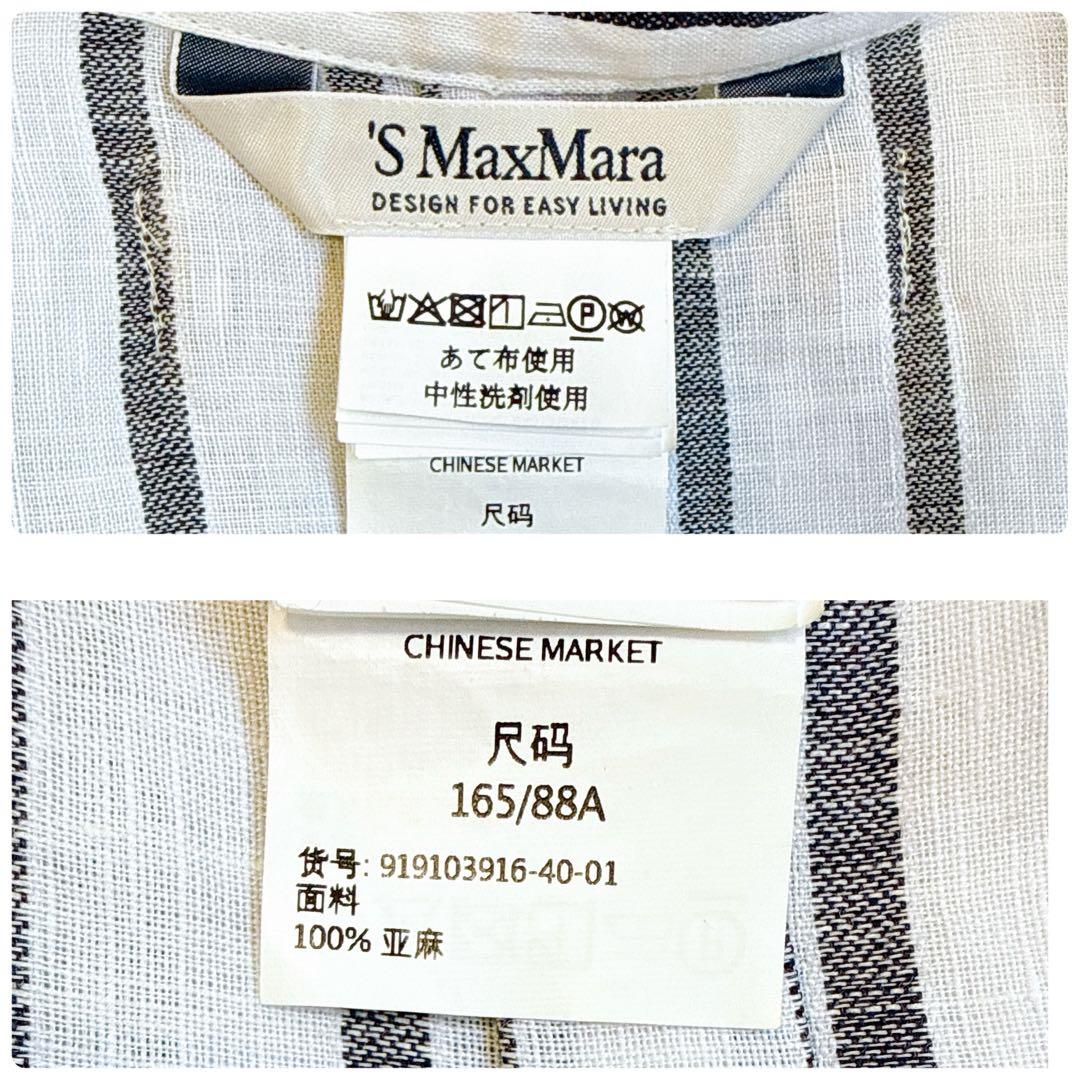 'S MaxMara
DESIGN FOR EASY LIVING
あて布使用
中性洗剤使用
CHINESE MARKET
尺码
CHINESE MARKET
尺码
165/88A
货号: 919103916-40-01
面料
100% 亚麻